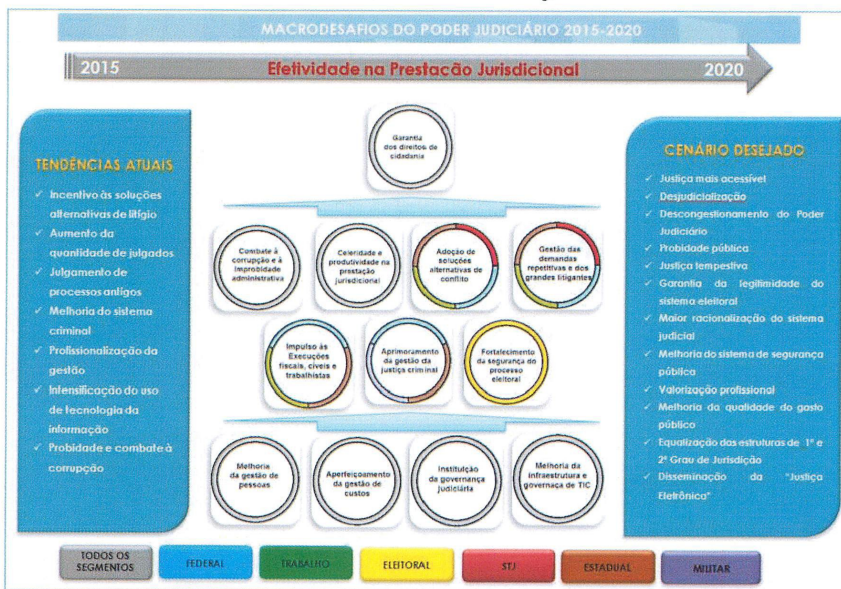 MACRODESAFIOS DO PODER JUDICIÁRIO 2015-2020
2015
Efetividade na Prestação Jurisdicional
2020
TENDÊNCIAS ATUAIS
✓ Incentivo às soluções
alternativas de litígio
✓ Aumento da
quantidade de julgados
✓ Julgamento de
processos antigos
✓ Melhoria do sistema
criminal
✓ Profissionalização da
gestão
✓ Intensificação do uso
de tecnologia da
informação
✓ Probidade e combate à
corrupção
Garantia
dos direitos de
cidadania
Combate à
corrupção e à
improbidade
administrativa
Celeridade e
produtividade na
prestação
jurisdicional
Adoção de
soluções
alternativas de
conflito
Gestão das
demandas
repetitivas e dos
grandes litigantes
Impulso às
Execuções
fiscais, cíveis e
trabalhistas
Aprimoramento
da gestão da
justiça criminal
Fortalecimento
da segurança do
processo
eleitoral
Melhoria
da gestão de
pessoas
Aperfeiçoamento
da gestão de
custos
Instituição
da governança
judiciária
Melhoria da
infraestrutura e
governaça de TIC
CENÁRIO DESEJADO
✓ Justiça mais acessível
✓ Desjudicialização
✓ Descongestionamento do Poder
Judiciário
✓ Probidade pública
✓ Justiça tempestiva
✓ Garantia da legitimidade do
sistema eleitoral
✓ Maior racionalização do sistema
judicial
✓ Melhoria do sistema de segurança
pública
✓ Valorização profissional
✓ Melhoria da qualidade do gasto
público
✓ Equalização das estruturas de 1º e
2º Grau de Jurisdição
✓ Disseminação da "Justiça
Eletrônica"
TODOS OS
SEGMENTOS
FEDERAL
TRABALHO
ELEITORAL
STJ
ESTADUAL
MILITAR